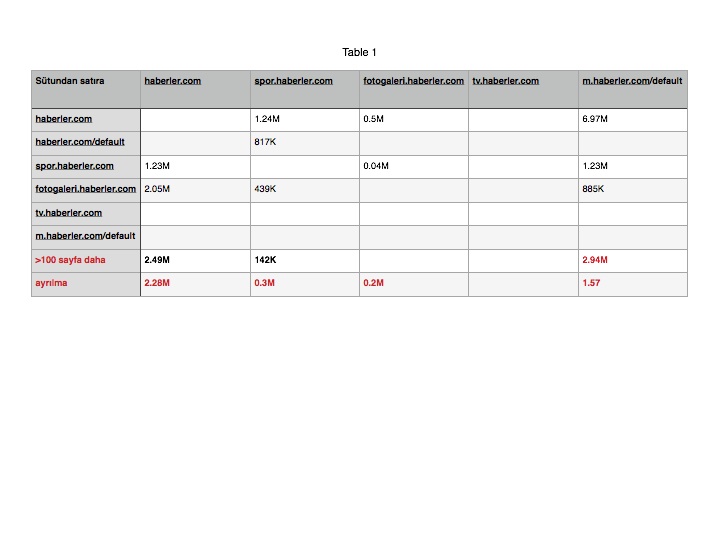 Table 1
Sütundan satıra haberler.com spor.haberler.com fotogaleri.haberler.com tv.haberler.com m.haberler.com/default
haberler.com 1.24M 0.5M 6.97M
haberler.com/default 817K
spor.haberler.com 1.23M 0.04M 1.23M
fotogaleri.haberler.com 2.05M 439K 885K
tv.haberler.com
m.haberler.com/default
>100 sayfa daha 2.49M 142K 2.94M
ayrılma 2.28M 0.3M 0.2M 1.57